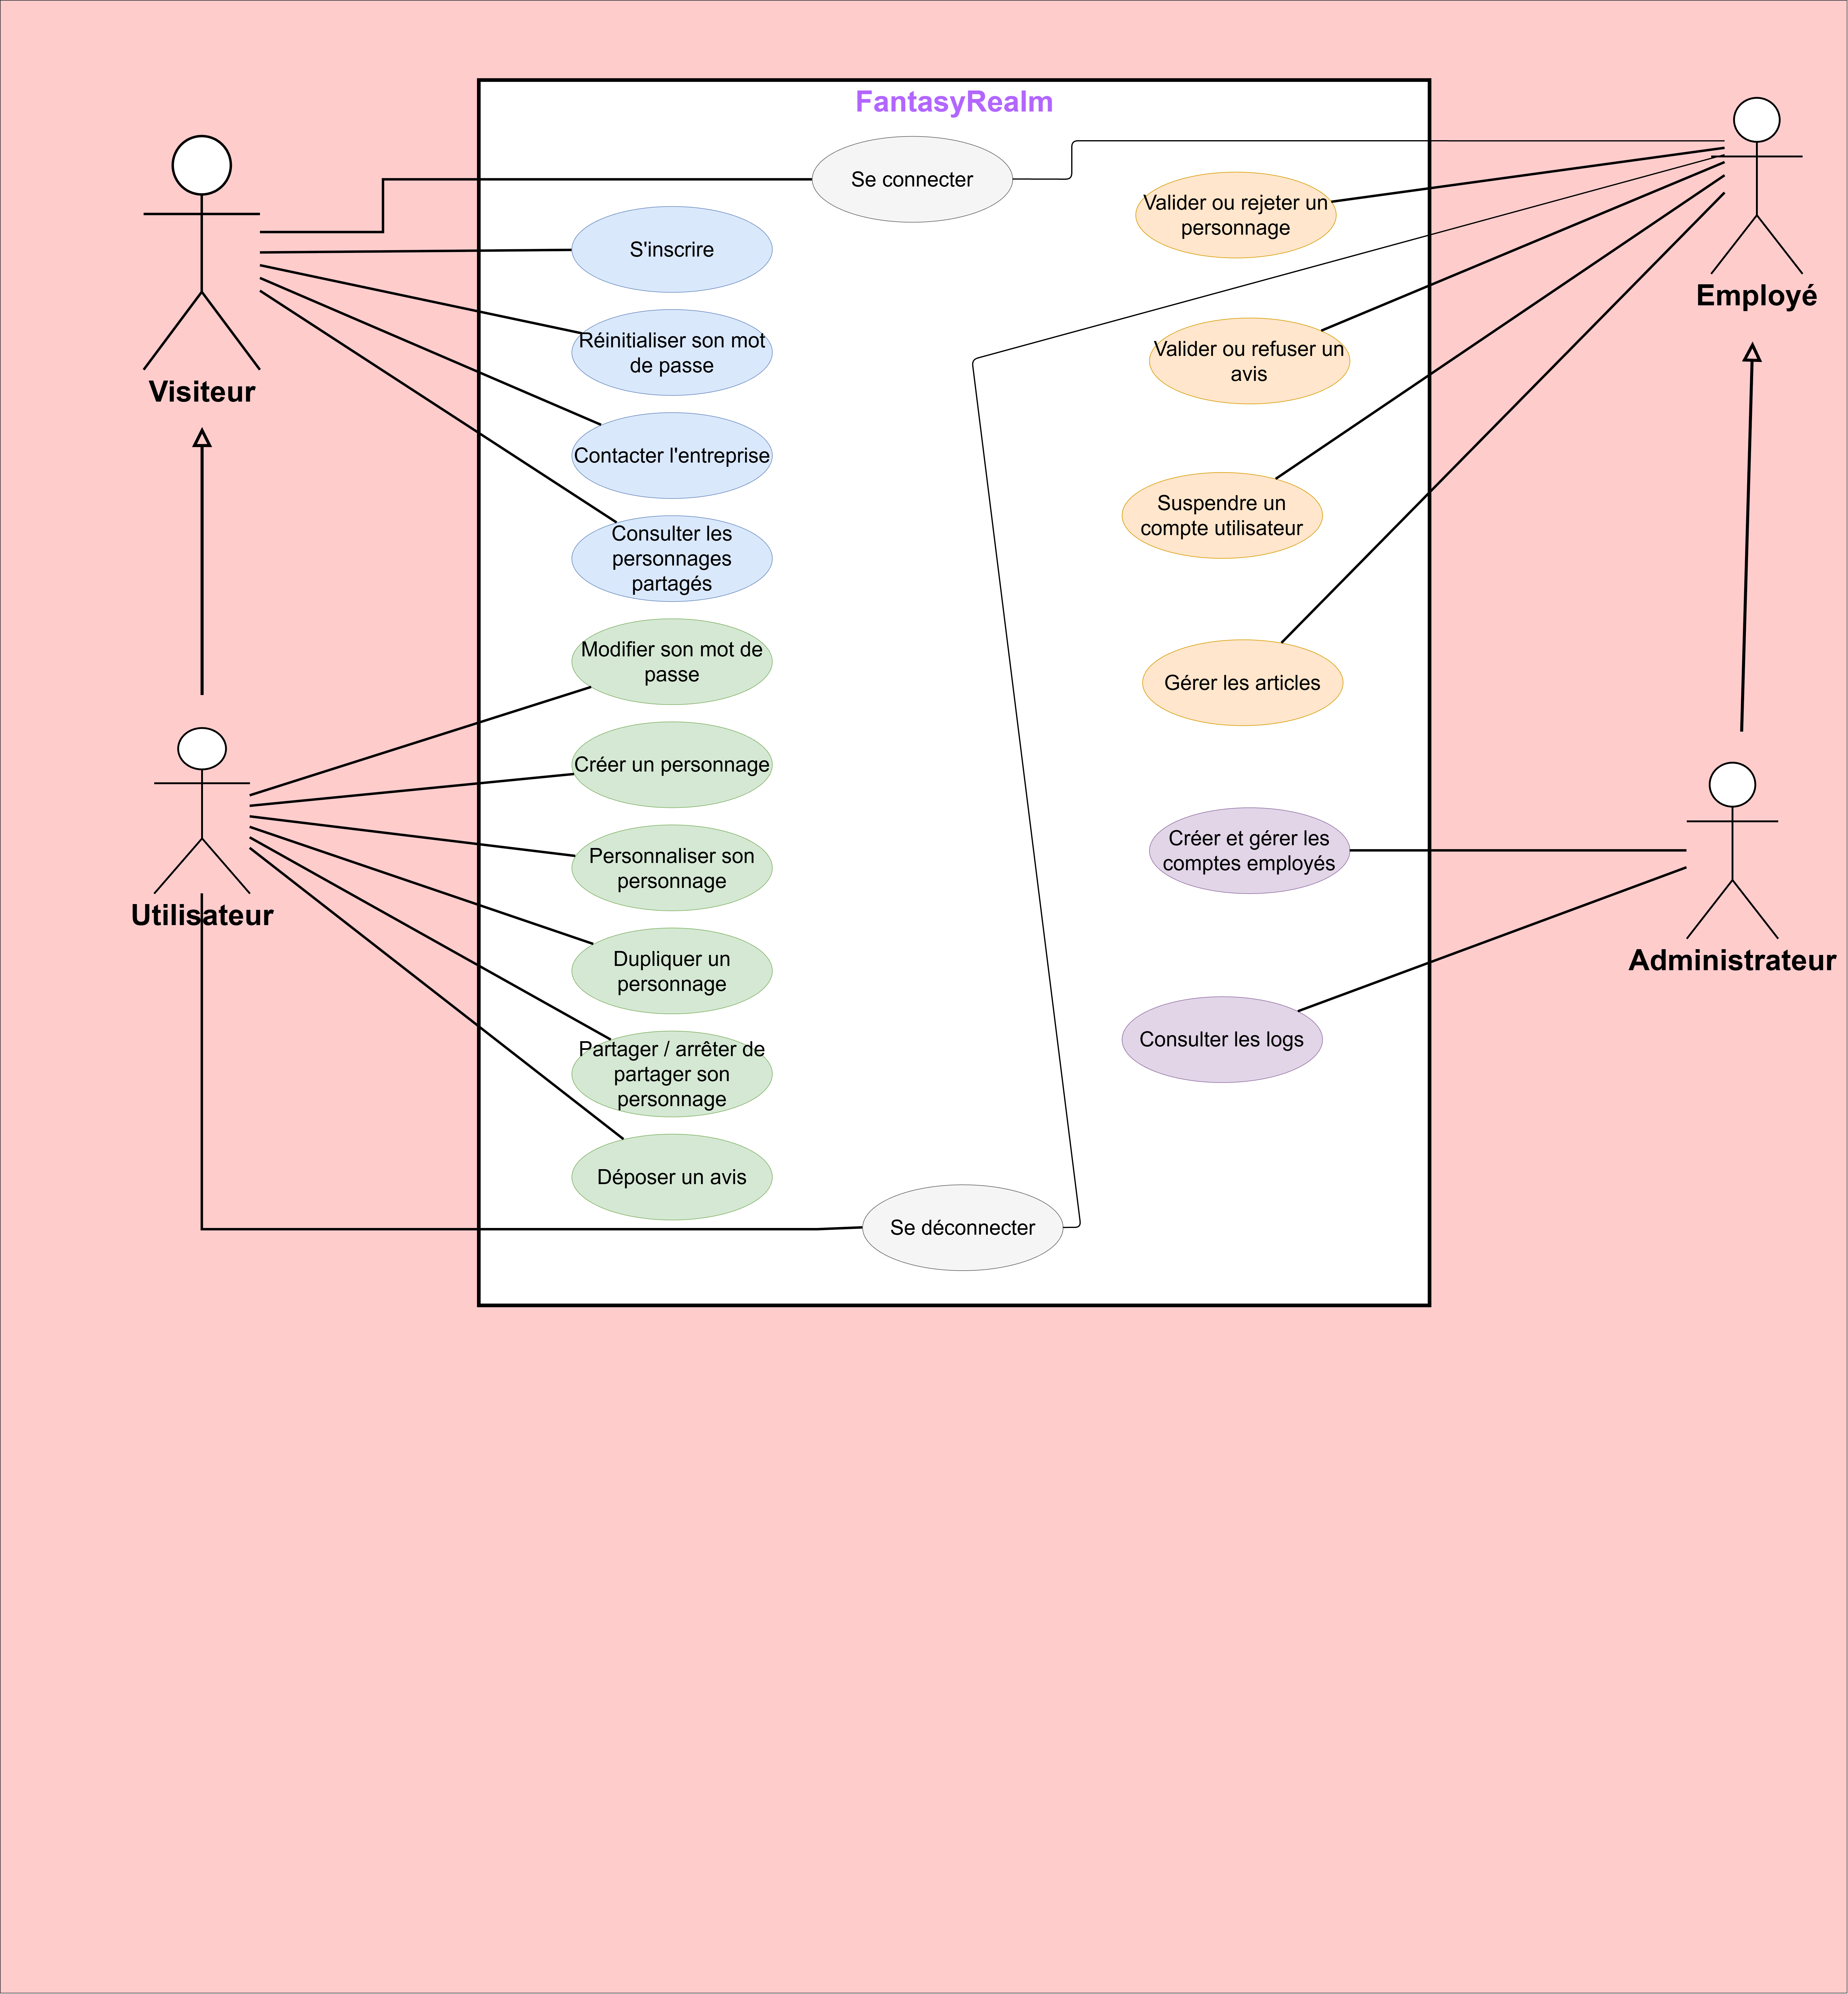 FantasyRealm
Se connecter
S'inscrire
Réinitialiser son mot
de passe
Contacter l'entreprise
Consulter les
personnages
partagés
Modifier son mot de
passe
Créer un personnage
Personnaliser son
personnage
Dupliquer un
personnage
Partager / arrêter de
partager son
personnage
Déposer un avis
Se déconnecter
Valider ou rejeter un
personnage
Valider ou refuser un
avis
Suspendre un
compte utilisateur
Gérer les articles
Créer et gérer les
comptes employés
Consulter les logs
Visiteur
Utilisateur
Employé
Administrateur